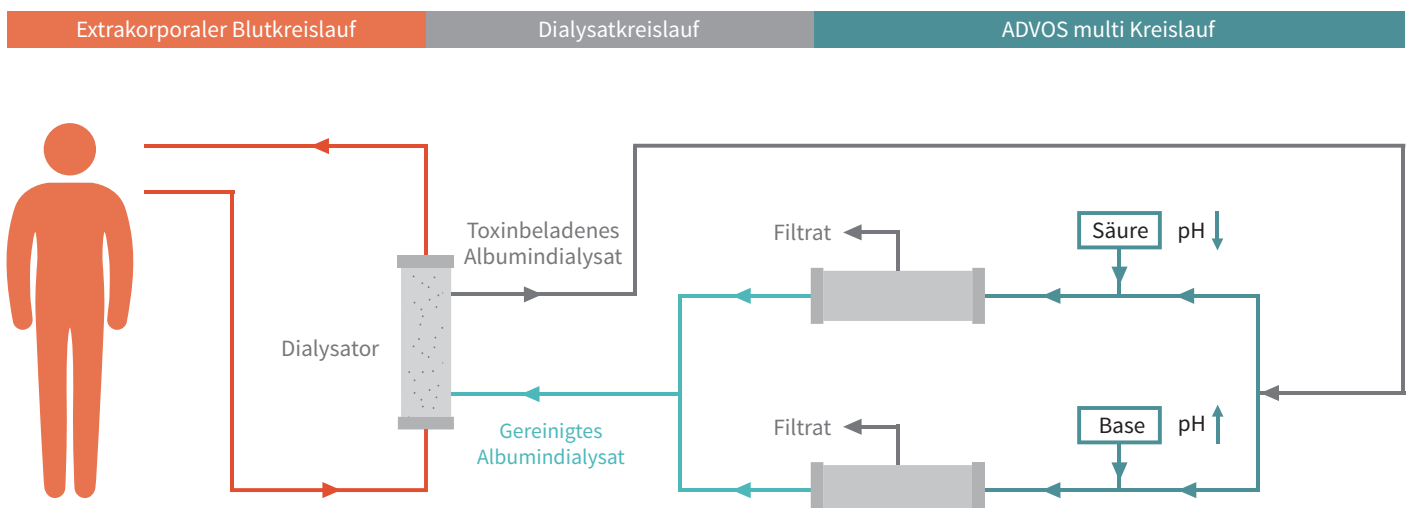 Extrakorporaler Blutkreislauf
Dialysatkreislauf
ADVOS multi Kreislauf
Toxinbeladenes
Albumindialysat
Filtrat
Säure
pH
Dialysator
Gereinigtes
Albumindialysat
Filtrat
Base
pH